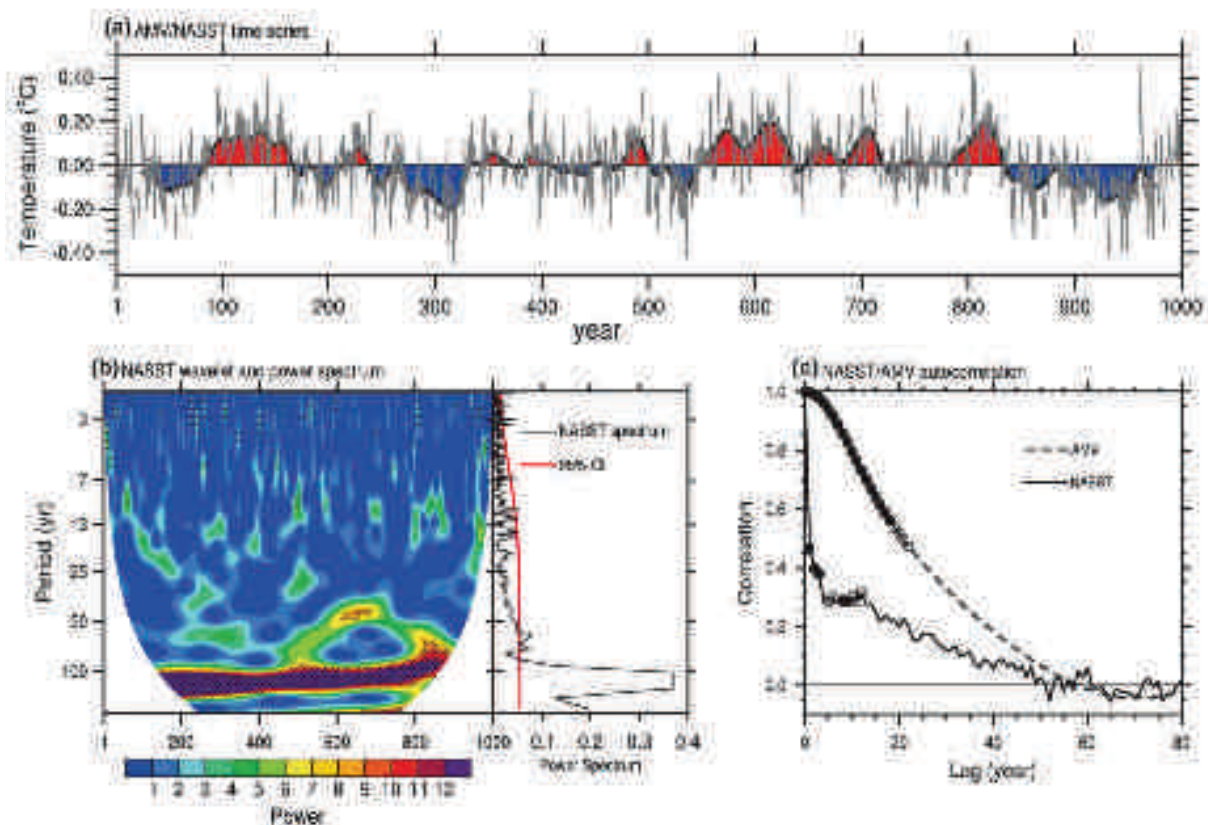 (a) AMV/NASST time series
0.40
0.20
0.00
-0.20
-0.40
Temperature (°C)
1 100 200 300 400 500 600 700 800 900 1000
year
(b) NASST wavelet and power spectrum
3
7
13
25
50
100
Period (yr)
1 200 400 600 800 1000
NASST spectrum
95% CI
0.1 0.2 0.3 0.4
Power Spectrum
1 2 3 4 5 6 7 8 9 10 11 12
Power
NASST/AMV autocorrelation
1.0
0.8
0.6
0.4
0.2
0.0
Correlation
AMV
NASST
0 20 40 60 80
Lag (year)